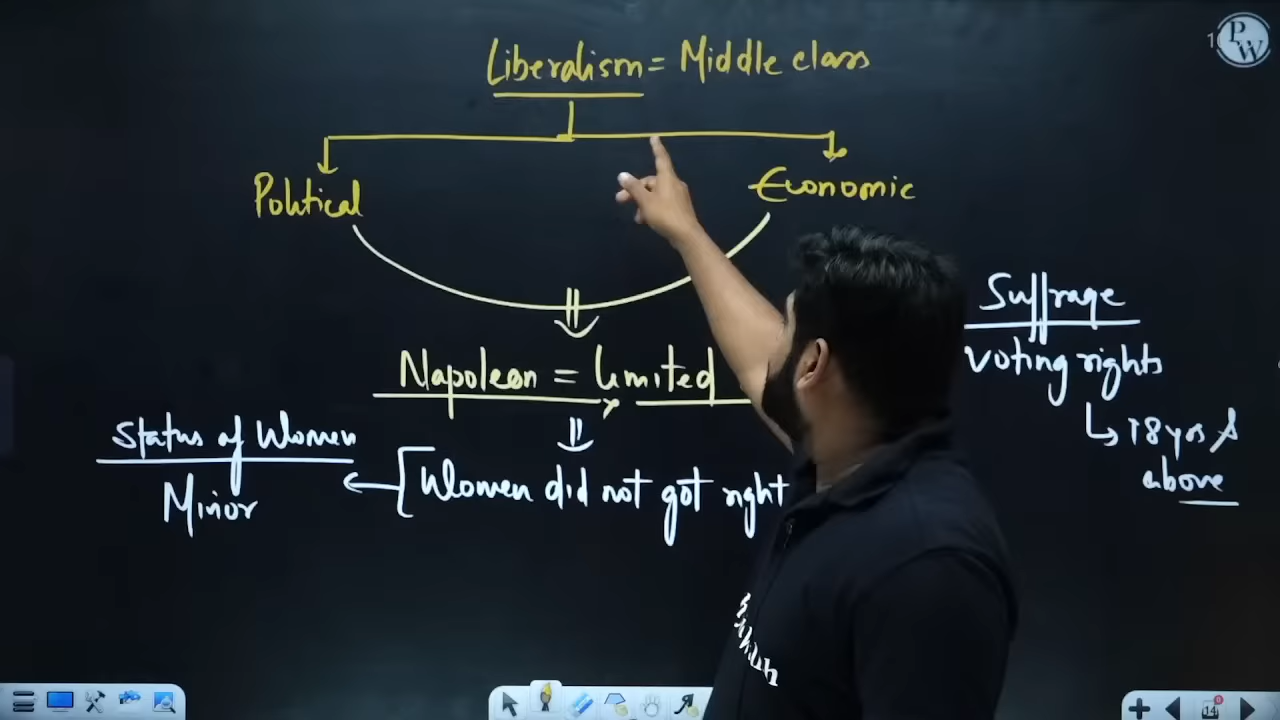 Liberalism = Middle class
Political
Economic
Napoleon = limited
Women did not got right
Status of Women
Minor
Suffrage
voting rights
18 yrs &
above
PW
14